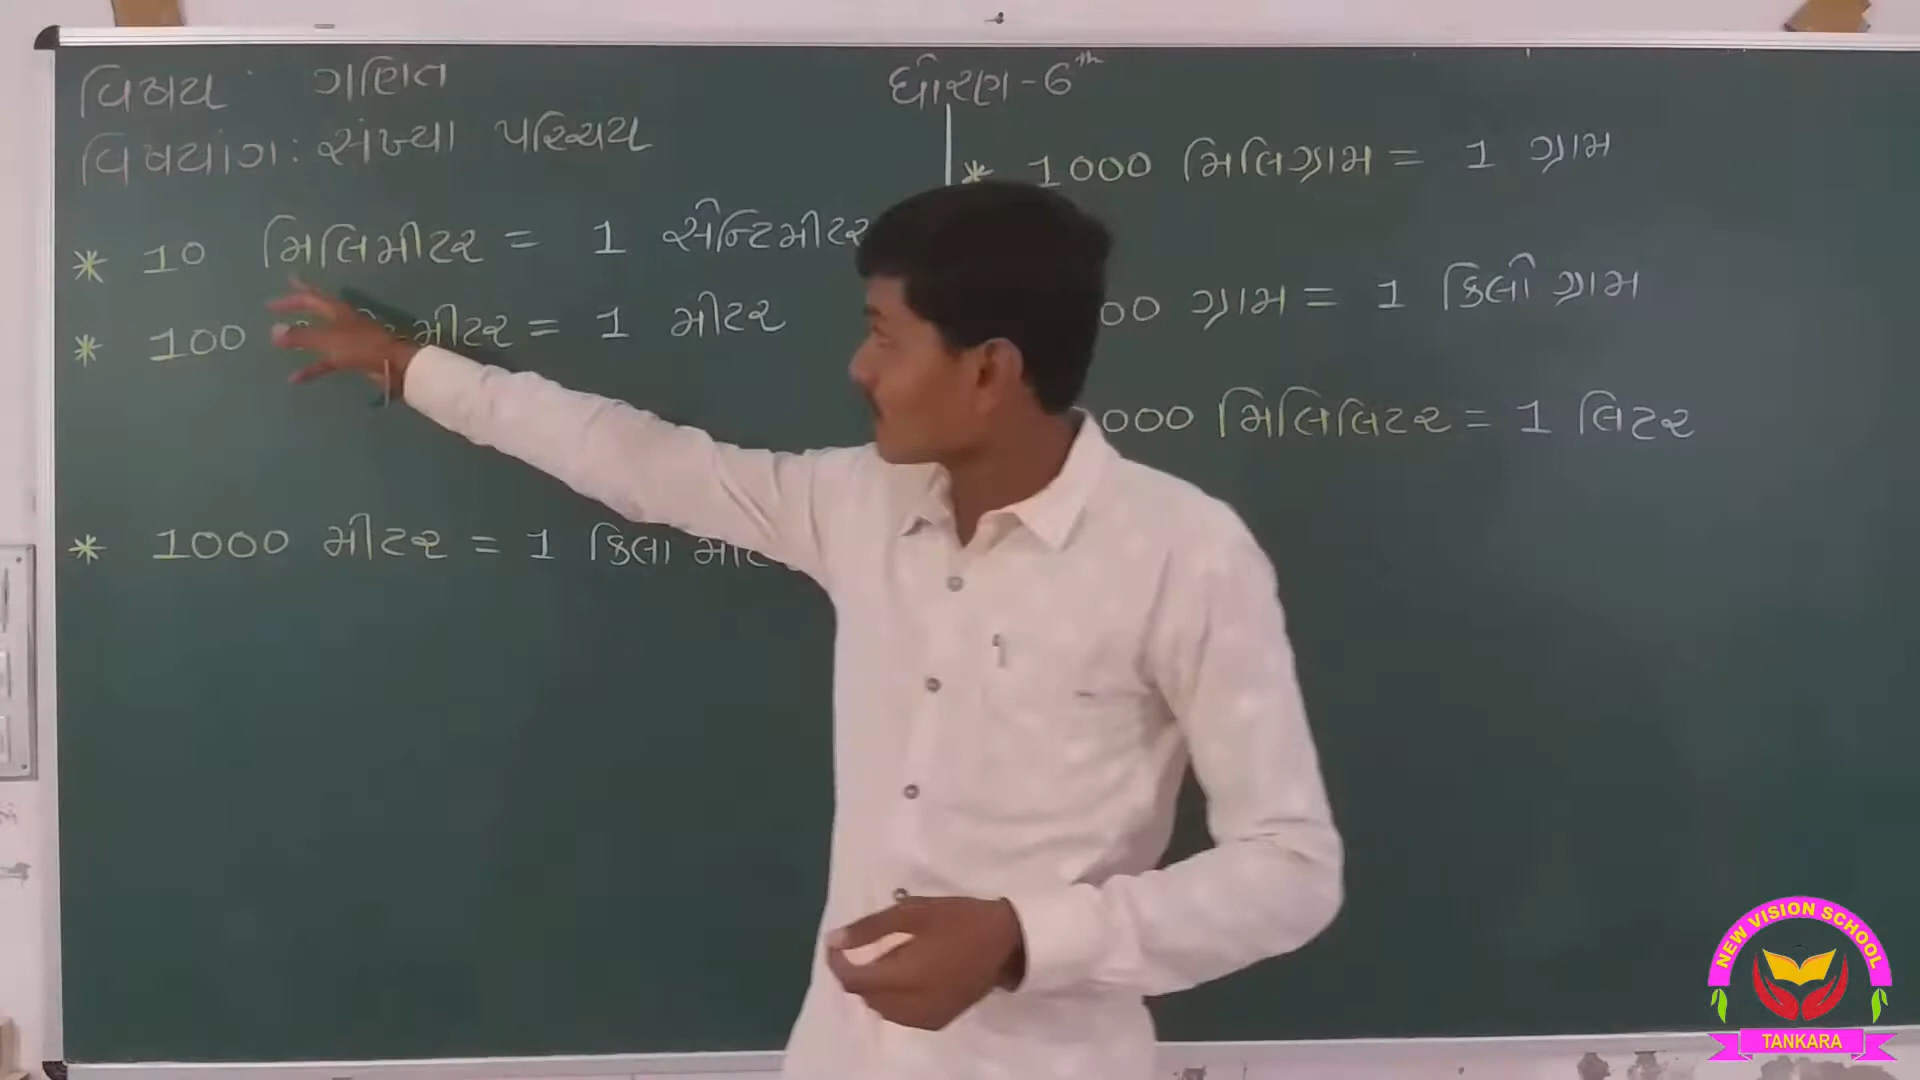 વિષય: ગણિત
ધોરણ-6th
વિષયાંગ: સંખ્યા પરિચય
* 10 મિલિમીટર = 1 સેન્ટિમીટર
* 100 મીટર = 1 મીટર
* 1000 મીટર = 1 કિલો
* 1000 મિલિગ્રામ = 1 ગ્રામ
00 ગ્રામ = 1 કિલો ગ્રામ
000 મિલિલિટર = 1 લિટર
NEW VISION SCHOOL
TANKARA